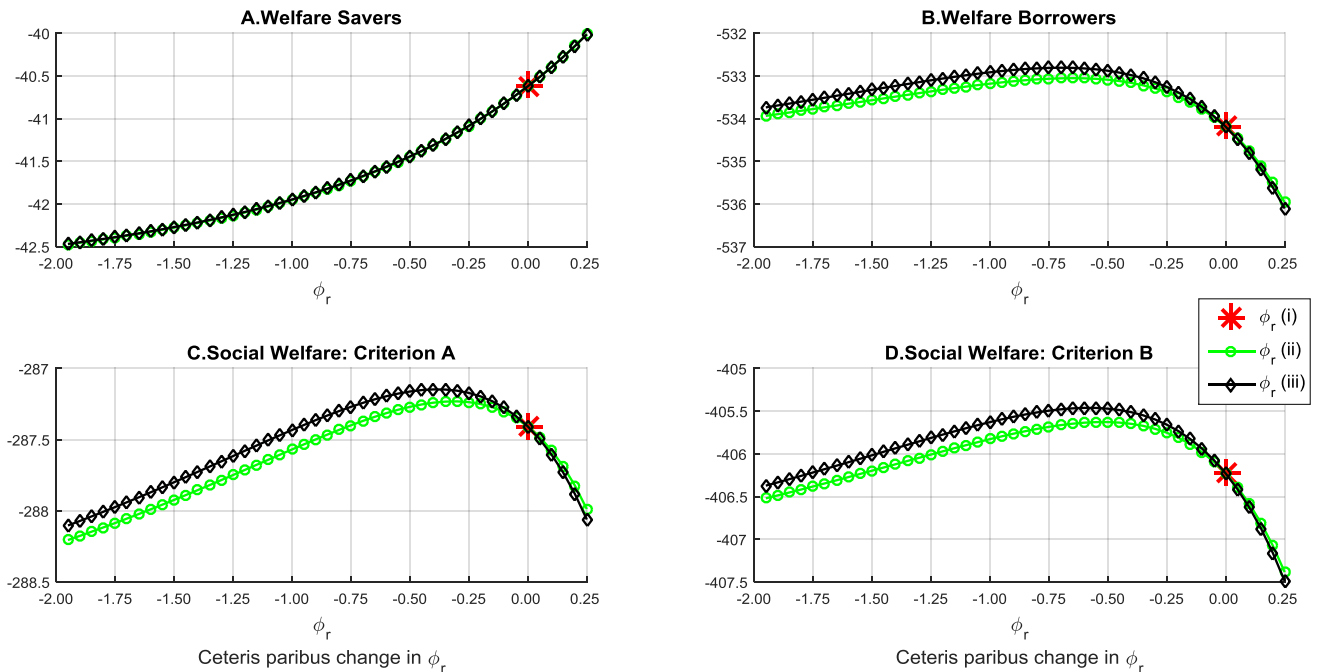 A.Welfare Savers
-40
-40.5
-41
-41.5
-42
-42.5
-2.00 -1.75 -1.50 -1.25 -1.00 -0.75 -0.50 -0.25 0.00 0.25
ϕr
B.Welfare Borrowers
-532
-533
-534
-535
-536
-537
-2.00 -1.75 -1.50 -1.25 -1.00 -0.75 -0.50 -0.25 0.00 0.25
ϕr
ϕr (i)
ϕr (ii)
ϕr (iii)
C.Social Welfare: Criterion A
-287
-287.5
-288
-288.5
-2.00 -1.75 -1.50 -1.25 -1.00 -0.75 -0.50 -0.25 0.00 0.25
ϕr
Ceteris paribus change in ϕr
D.Social Welfare: Criterion B
-405
-405.5
-406
-406.5
-407
-407.5
-2.00 -1.75 -1.50 -1.25 -1.00 -0.75 -0.50 -0.25 0.00 0.25
ϕr
Ceteris paribus change in ϕr